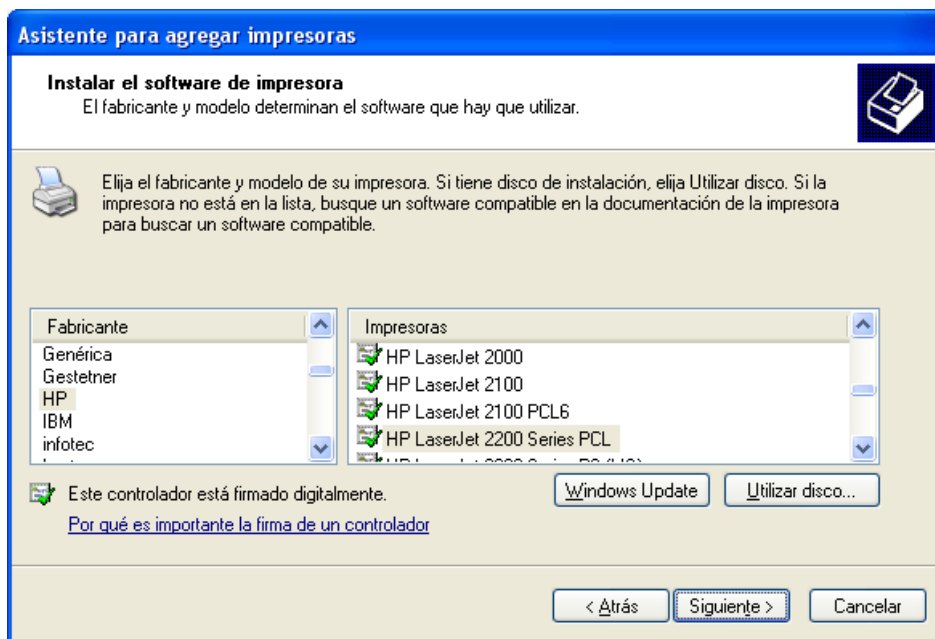 Asistente para agregar impresoras
Instalar el software de impresora
El fabricante y modelo determinan el software que hay que utilizar.
Elija el fabricante y modelo de su impresora. Si tiene disco de instalación, elija Utilizar disco. Si la
impresora no está en la lista, busque un software compatible en la documentación de la impresora
para buscar un software compatible.
Fabricante
Genérica
Gestetner
HP
IBM
infotec
Impresoras
HP LaserJet 2000
HP LaserJet 2100
HP LaserJet 2100 PCL6
HP LaserJet 2200 Series PCL
Este controlador está firmado digitalmente.
Por qué es importante la firma de un controlador
Windows Update
Utilizar disco...
< Atrás
Siguiente >
Cancelar